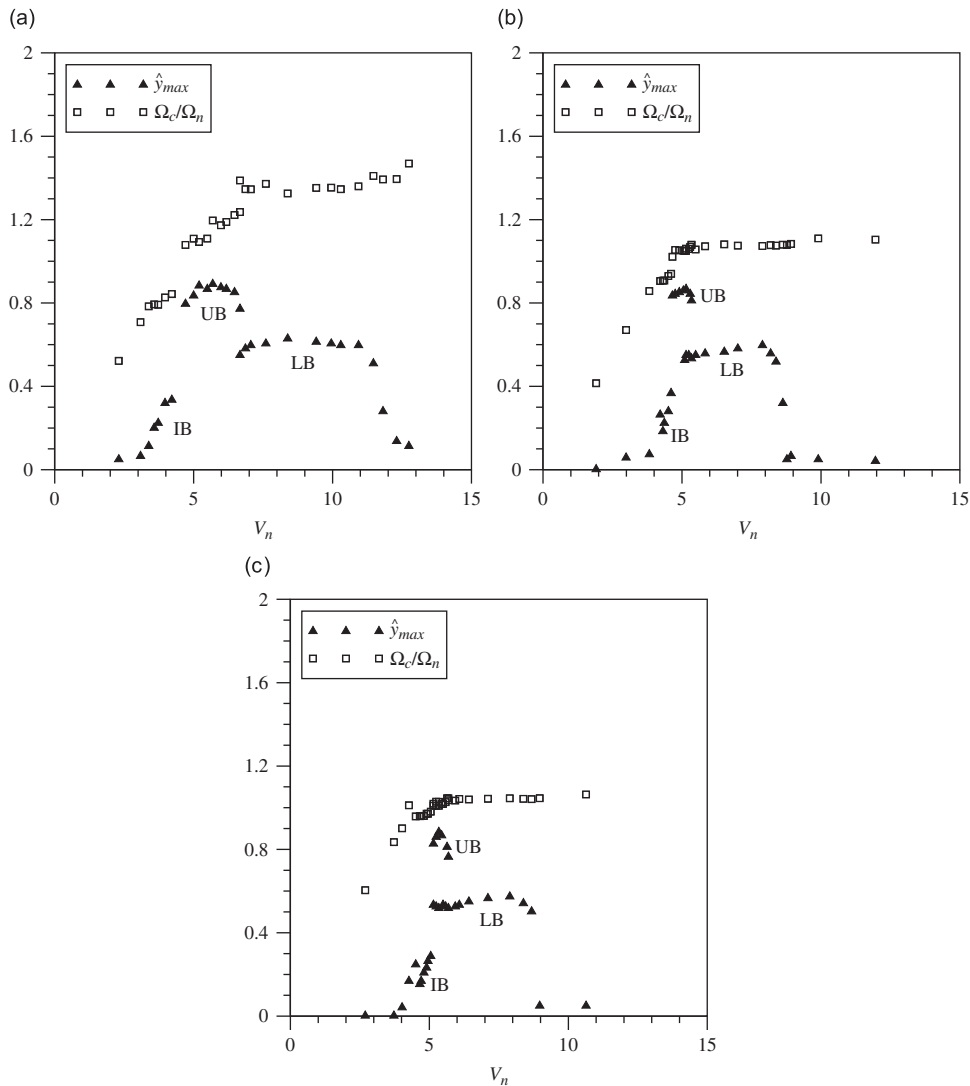 (a)
2
1.6
1.2
0.8
0.4
0
ŷmax
Ωc/Ωn
UB
LB
IB
0 5 10 15
Vn
(b)
2
1.6
1.2
0.8
0.4
0
ŷmax
Ωc/Ωn
UB
LB
IB
0 5 10 15
Vn
(c)
2
1.6
1.2
0.8
0.4
0
ŷmax
Ωc/Ωn
UB
LB
IB
0 5 10 15
Vn